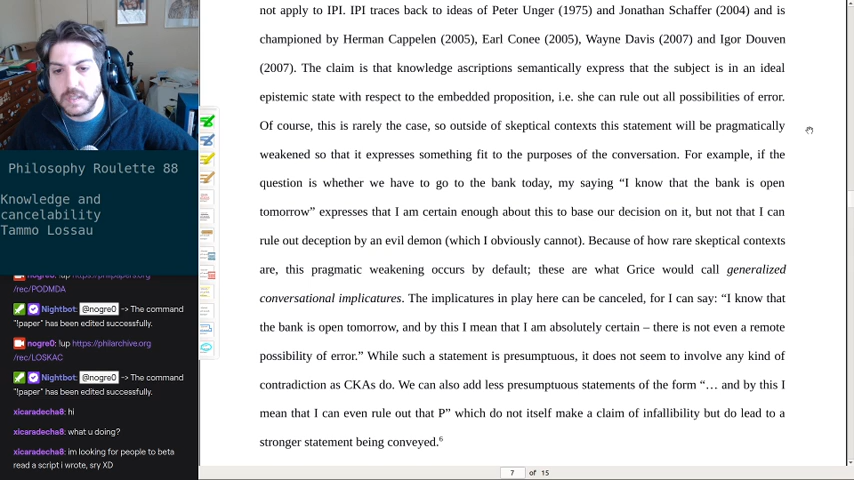 not apply to IPI. IPI traces back to ideas of Peter Unger (1975) and Jonathan Schaffer (2004) and is
championed by Herman Cappelen (2005), Earl Conee (2005), Wayne Davis (2007) and Igor Douven
(2007). The claim is that knowledge ascriptions semantically express that the subject is in an ideal
epistemic state with respect to the embedded proposition, i.e. she can rule out all possibilities of error.
Of course, this is rarely the case, so outside of skeptical contexts this statement will be pragmatically
weakened so that it expresses something fit to the purposes of the conversation. For example, if the
question is whether we have to go to the bank today, my saying “I know that the bank is open
tomorrow” expresses that I am certain enough about this to base our decision on it, but not that I can
rule out deception by an evil demon (which I obviously cannot). Because of how rare skeptical contexts
are, this pragmatic weakening occurs by default; these are what Grice would call generalized
conversational implicatures. The implicatures in play here can be canceled, for I can say: “I know that
the bank is open tomorrow, and by this I mean that I am absolutely certain – there is not even a remote
possibility of error.” While such a statement is presumptuous, it does not seem to involve any kind of
contradiction as CKAs do. We can also add less presumptuous statements of the form “… and by this I
mean that I can even rule out that P” which do not itself make a claim of infallibility but do lead to a
stronger statement being conveyed.⁶
7 of 15
Philosophy Roulette 88
Knowledge and
cancelability
Tammo Lossau
nogre0: !up https://philpapers.org
/rec/PODMDA
Nightbot: @nogre0 -> The command
"!paper" has been edited successfully.
nogre0: !up https://philarchive.org
/rec/LOSKAC
Nightbot: @nogre0 -> The command
"!paper" has been edited successfully.
xicaradecha8: hi
xicaradecha8: what u doing?
xicaradecha8: im looking for people to beta
read a script i wrote, sry XD